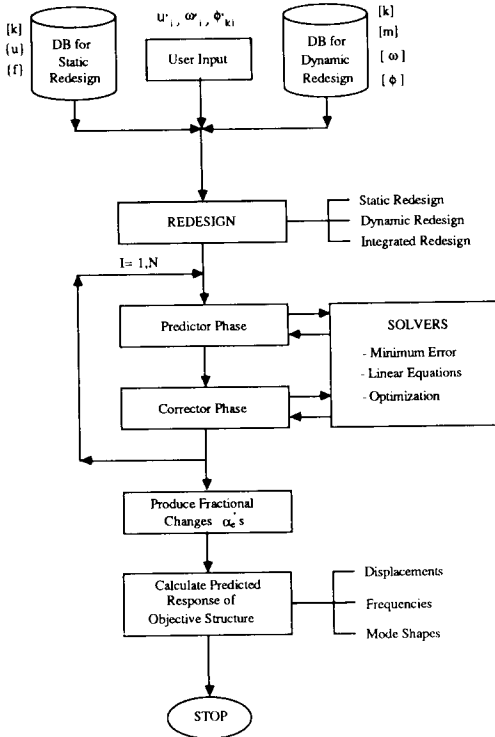 [k]
{u}
{f}
DB for
Static
Redesign
u'i, ω'i, ϕ'ki
User Input
DB for
Dynamic
Redesign
[k]
[m]
[ω]
[ϕ]
REDESIGN
Static Redesign
Dynamic Redesign
Integrated Redesign
I= 1,N
Predictor Phase
SOLVERS
- Minimum Error
- Linear Equations
- Optimization
Corrector Phase
Produce Fractional
Changes αe's
Calculate Predicted
Response of
Objective Structure
Displacements
Frequencies
Mode Shapes
STOP